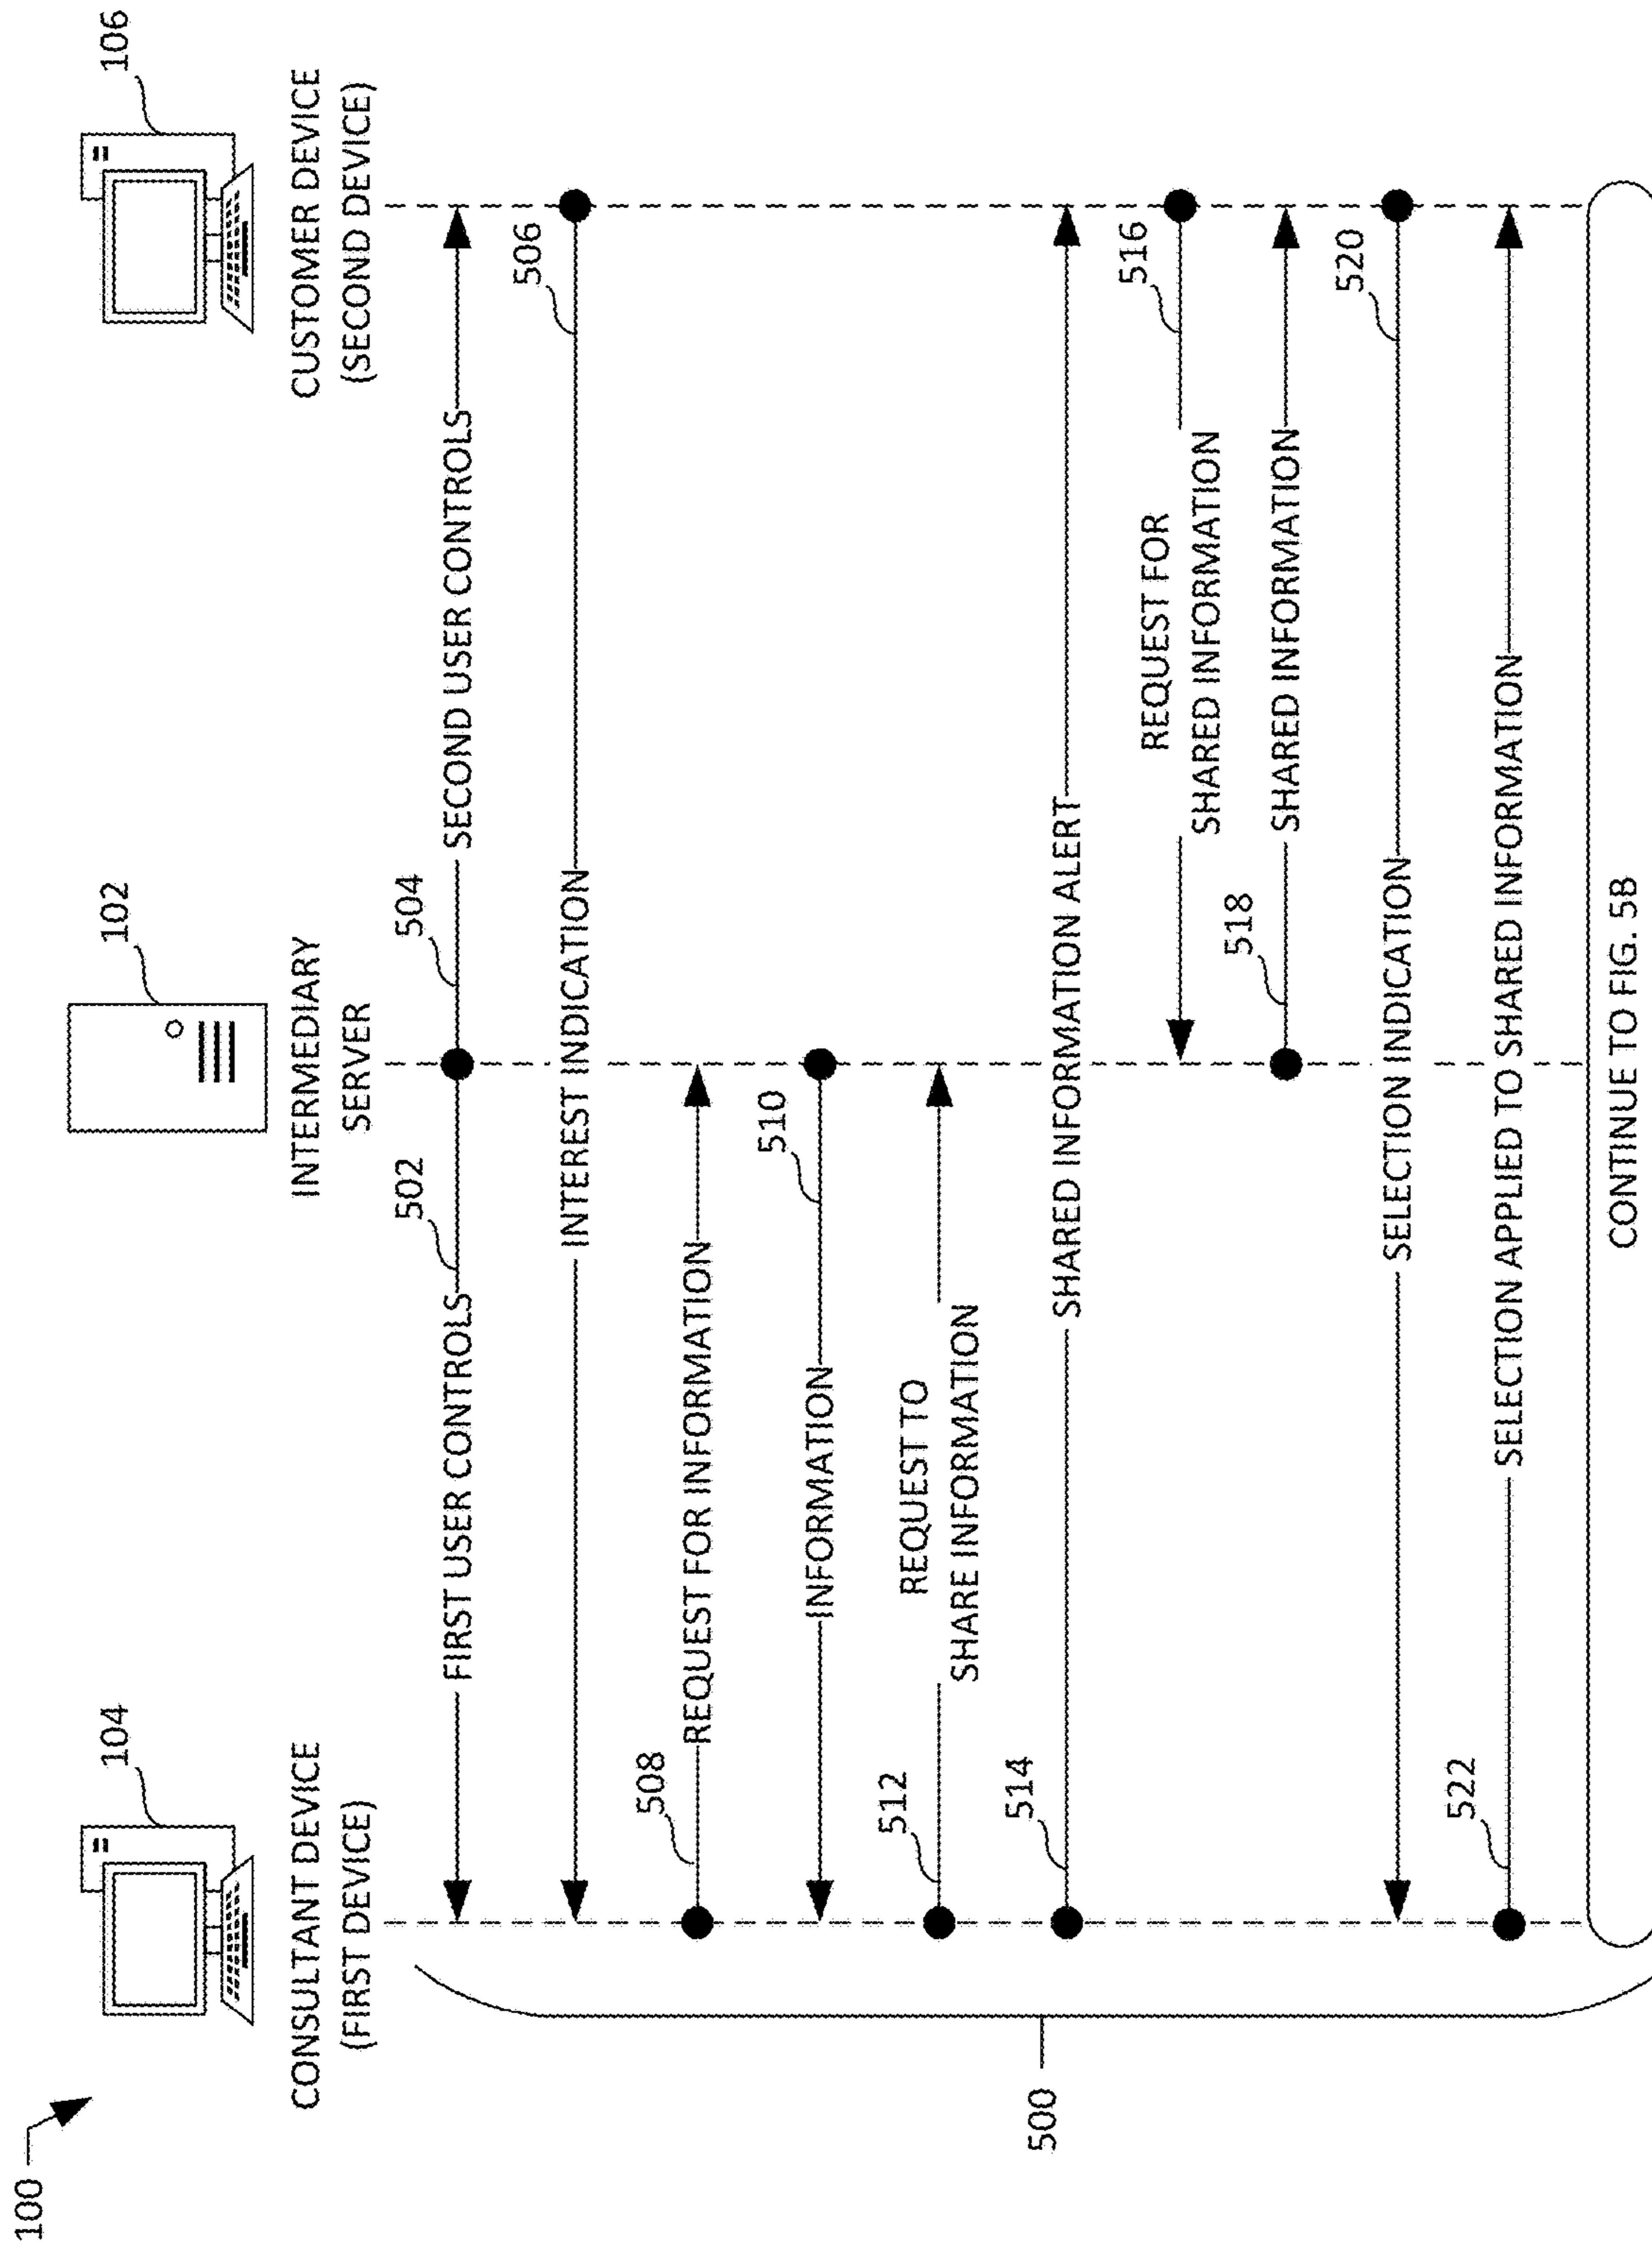 100
104
102
106
CONSULTANT DEVICE
(FIRST DEVICE)
INTERMEDIARY
SERVER
CUSTOMER DEVICE
(SECOND DEVICE)
502
504
FIRST USER CONTROLS
SECOND USER CONTROLS
506
INTEREST INDICATION
508
REQUEST FOR INFORMATION
510
INFORMATION
512
REQUEST TO
SHARE INFORMATION
514
SHARED INFORMATION ALERT
516
REQUEST FOR
SHARED INFORMATION
518
SHARED INFORMATION
520
SELECTION INDICATION
522
SELECTION APPLIED TO SHARED INFORMATION
500
CONTINUE TO FIG. 5B